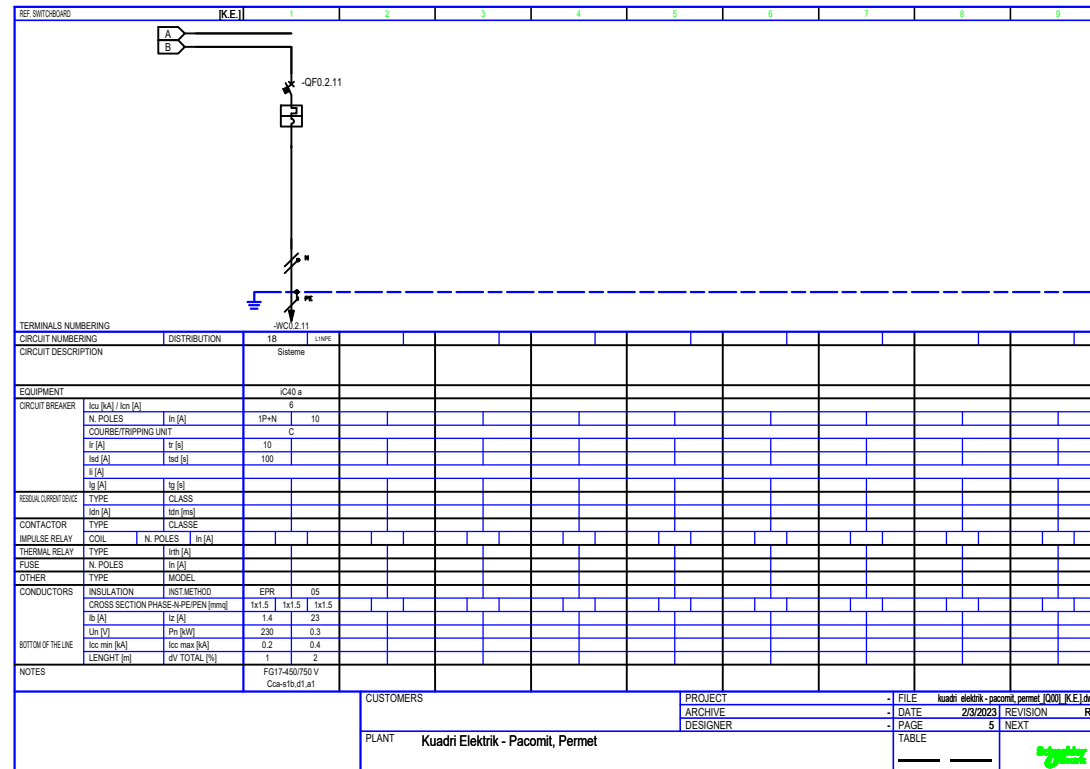 REF. SWITCHBOARD [K.E.] 1 2 3 4 5 6 7 8 9
A
B
-QF0.2.11
N
PE
TERMINALS NUMBERING -WC0.2.11
CIRCUIT NUMBERING DISTRIBUTION 18 L1NPE
CIRCUIT DESCRIPTION Sisteme
EQUIPMENT iC40 a
CIRCUIT BREAKER Icu [kA] / Icn [A] 6
N. POLES In [A] 1P+N 10
COURBE/TRIPPING UNIT C
Ir [A] tr [s] 10
Isd [A] tsd [s] 100
Ii [A]
Ig [A] tg [s]
RESIDUAL CURRENT DEVICE TYPE CLASS
Idn [A] tdn [ms]
CONTACTOR TYPE CLASSE
IMPULSE RELAY COIL N. POLES In [A]
THERMAL RELAY TYPE Irth [A]
FUSE N. POLES In [A]
OTHER TYPE MODEL
CONDUCTORS INSULATION INST.METHOD EPR 05
CROSS SECTION PHASE-N-PE/PEN [mmq] 1x1.5 1x1.5 1x1.5
Ib [A] Iz [A] 1.4 23
Un [V] Pn [kW] 230 0.3
BOTTOM OF THE LINE Icc min [kA] Icc max [kA] 0.2 0.4
LENGHT [m] dV TOTAL [%] 1 2
NOTES FG17-450/750 V
Cca-s1b,d1,a1
CUSTOMERS PROJECT - FILE kuadri elektrik - pacomit, permet_[Q00]_[K.E.].dw
ARCHIVE - DATE 2/3/2023 REVISION R
DESIGNER - PAGE 5 NEXT
PLANT Kuadri Elektrik - Pacomit, Permet TABLE
Schneider Electric